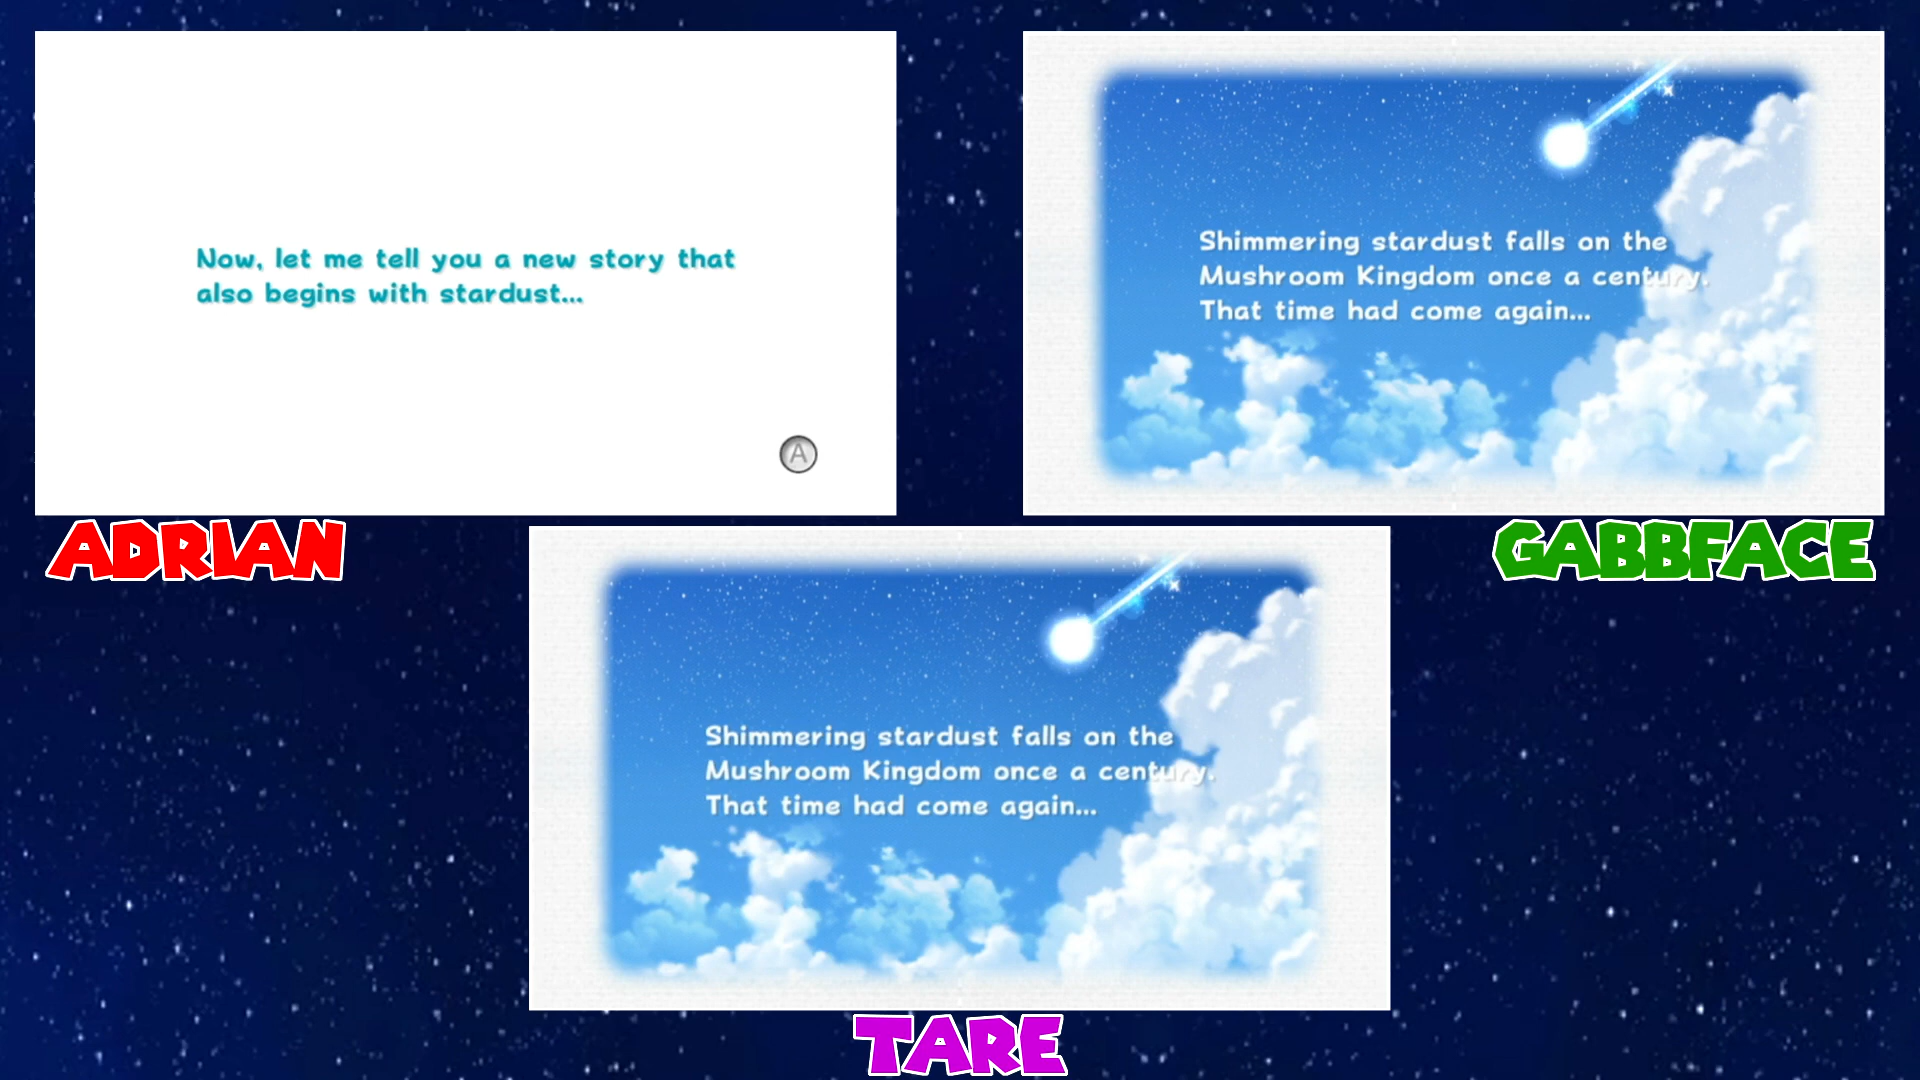 Now, let me tell you a new story that
also begins with stardust...
A
ADRIAN
Shimmering stardust falls on the
Mushroom Kingdom once a century.
That time had come again...
GABBFACE
Shimmering stardust falls on the
Mushroom Kingdom once a century.
That time had come again...
TARE